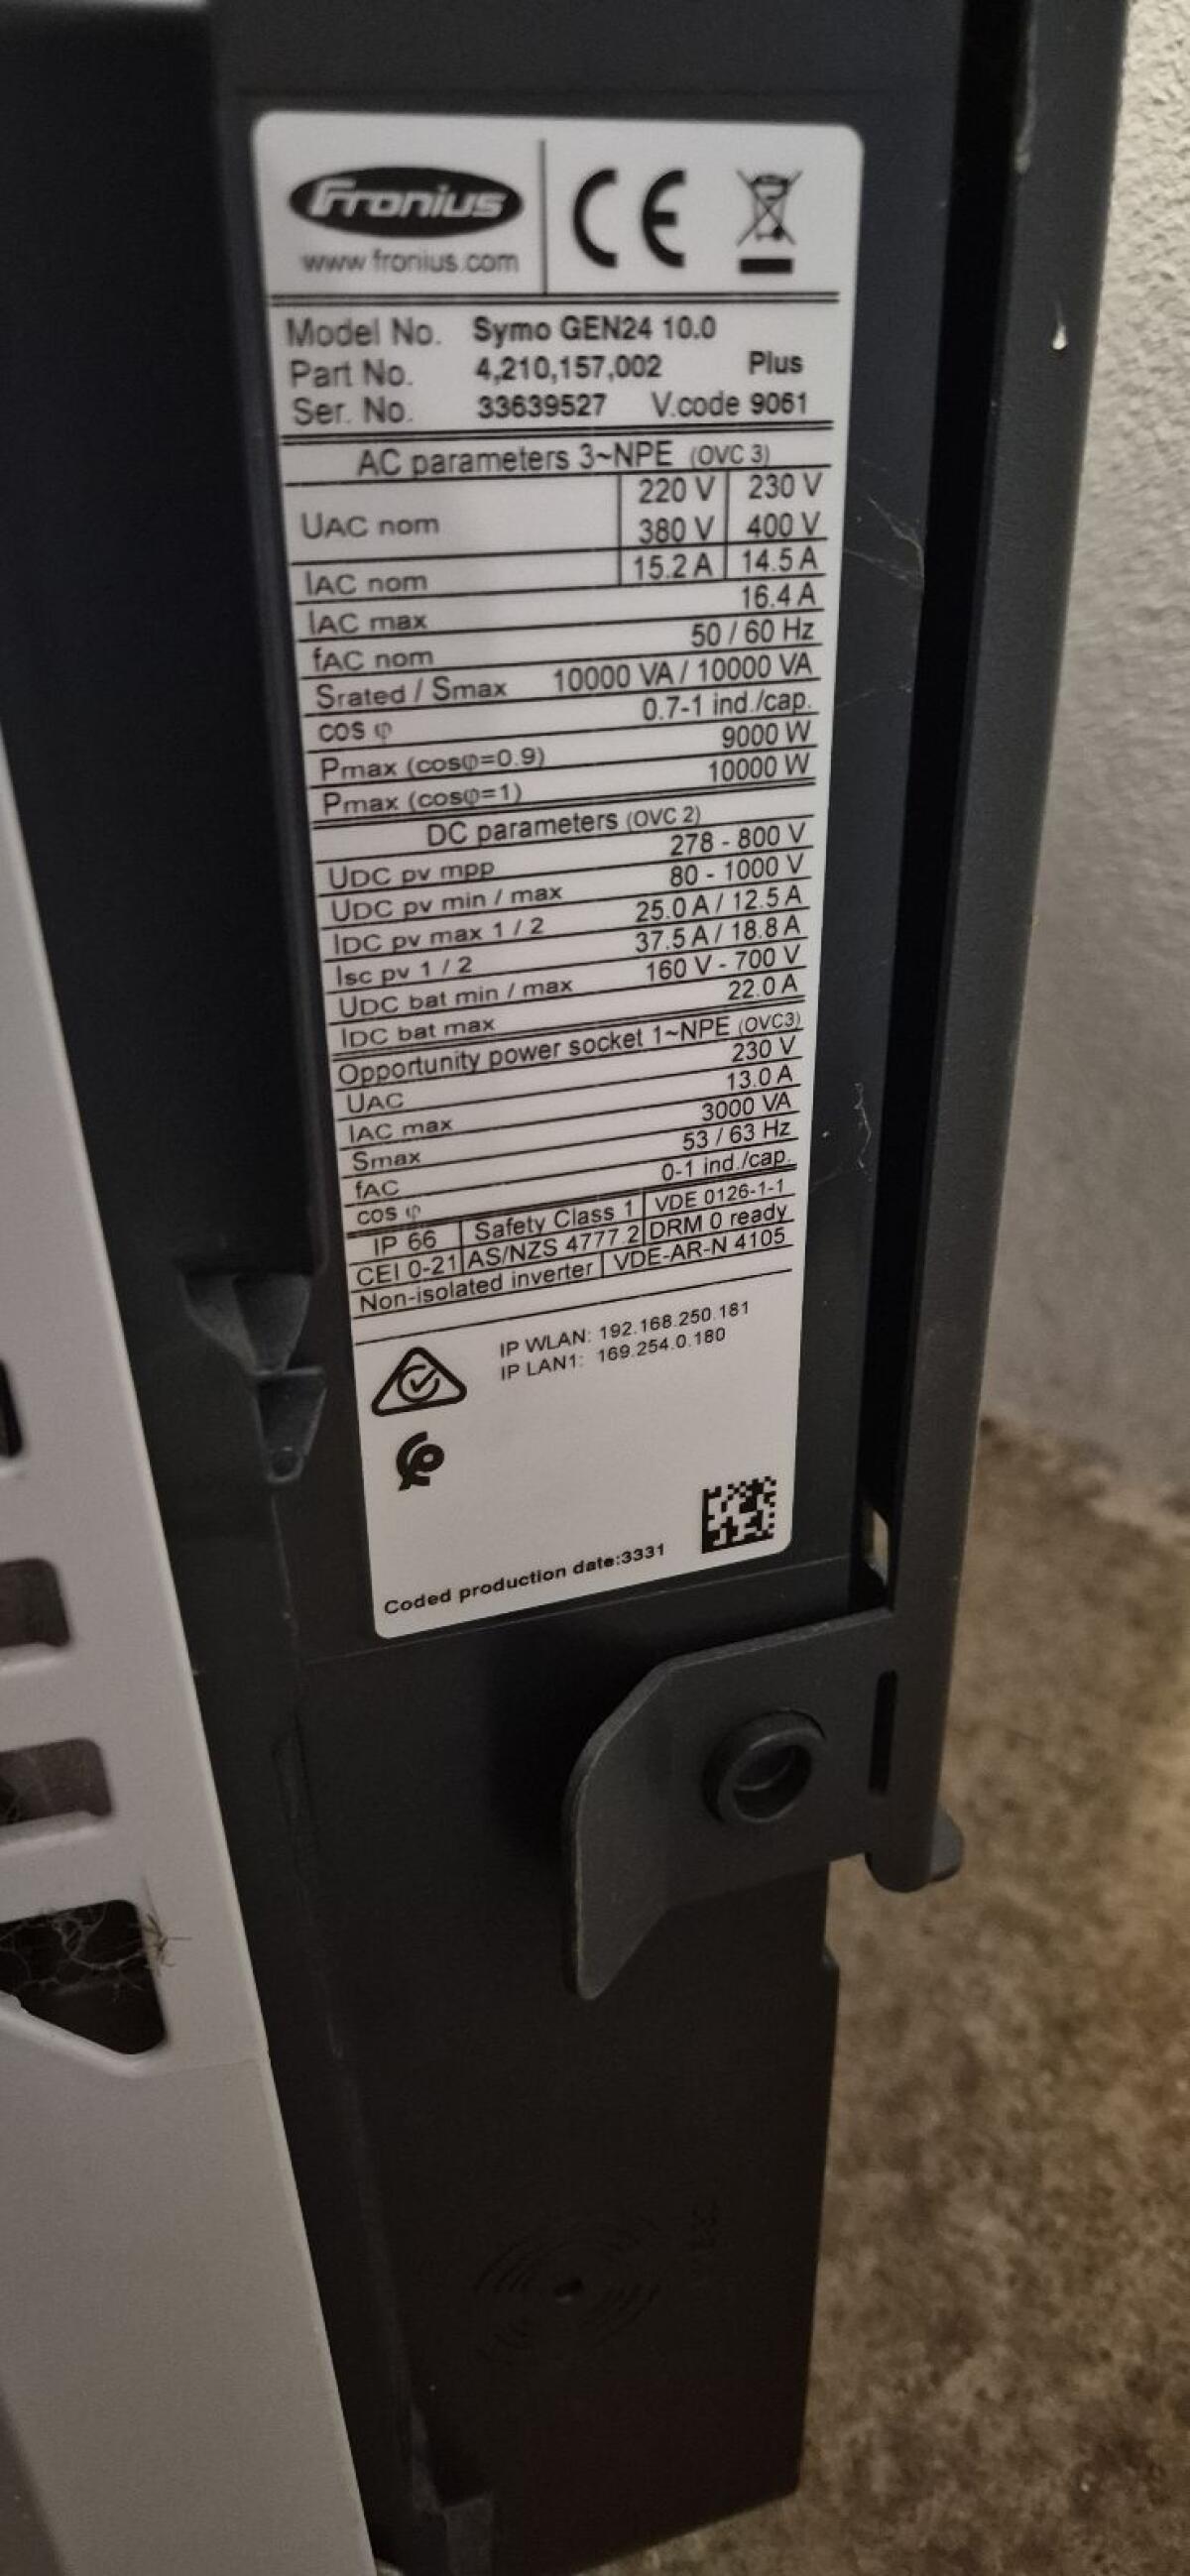 Fronius
www.fronius.com
CE
Model No. Symo GEN24 10.0
Part No. 4,210,157,002 Plus
Ser. No. 33639527 V.code 9061
AC parameters 3~NPE (OVC 3)
UAC nom 220 V 230 V
380 V 400 V
IAC nom 15.2 A 14.5 A
IAC max 16.4 A
fAC nom 50 / 60 Hz
Srated / Smax 10000 VA / 10000 VA
cos φ 0.7-1 ind./cap.
Pmax (cosφ=0.9) 9000 W
Pmax (cosφ=1) 10000 W
DC parameters (OVC 2)
UDC pv mpp 278 - 800 V
UDC pv min / max 80 - 1000 V
IDC pv max 1 / 2 25.0 A / 12.5 A
Isc pv 1 / 2 37.5 A / 18.8 A
UDC bat min / max 160 V - 700 V
IDC bat max 22.0 A
Opportunity power socket 1~NPE (OVC3)
UAC 230 V
IAC max 13.0 A
Smax 3000 VA
fAC 53 / 63 Hz
cos φ 0-1 ind./cap.
IP 66 Safety Class 1 VDE 0126-1-1
CEI 0-21 AS/NZS 4777 2 DRM 0 ready
Non-isolated inverter VDE-AR-N 4105
IP WLAN: 192.168.250.181
IP LAN1: 169.254.0.180
Coded production date:3331